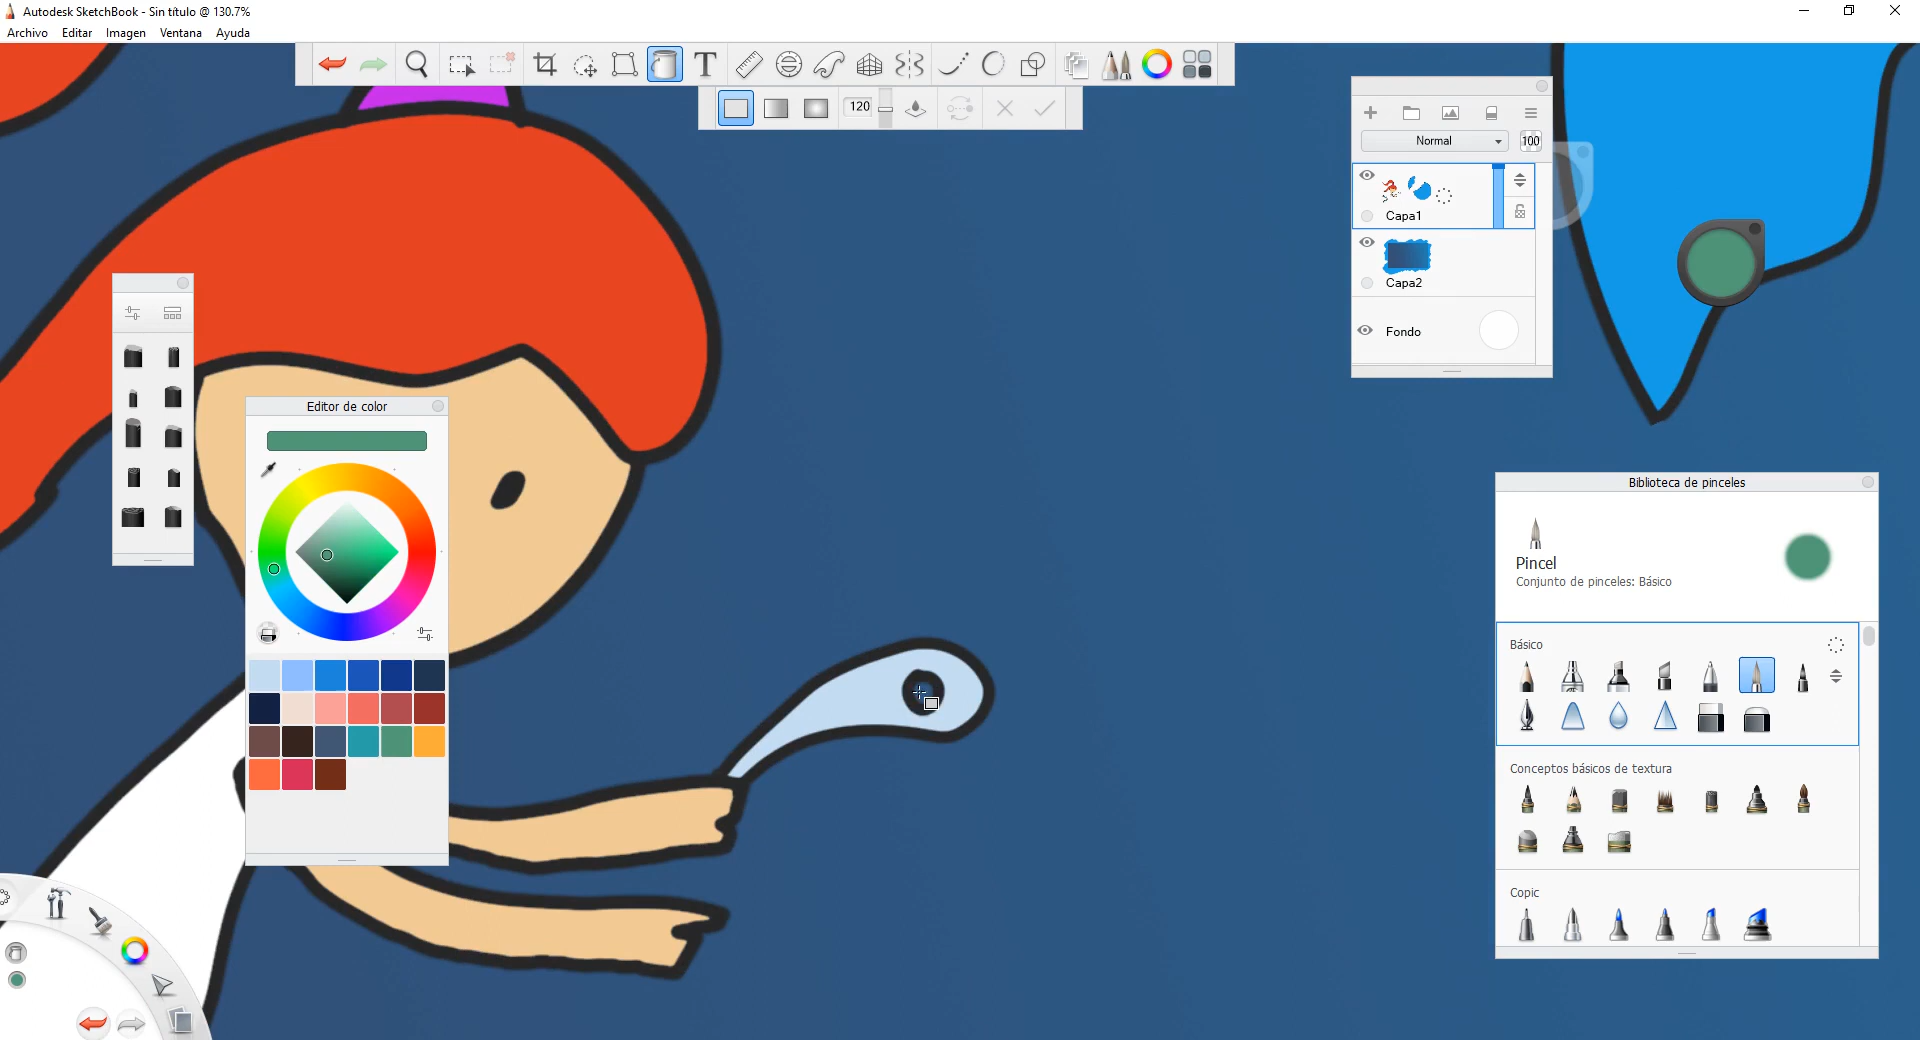 Autodesk SketchBook - Sin título @ 130.7%
Archivo Editar Imagen Ventana Ayuda
120
Normal 100
Capa1
Capa2
Fondo
Editor de color
Biblioteca de pinceles
Pincel
Conjunto de pinceles: Básico
Básico
Conceptos básicos de textura
Copic